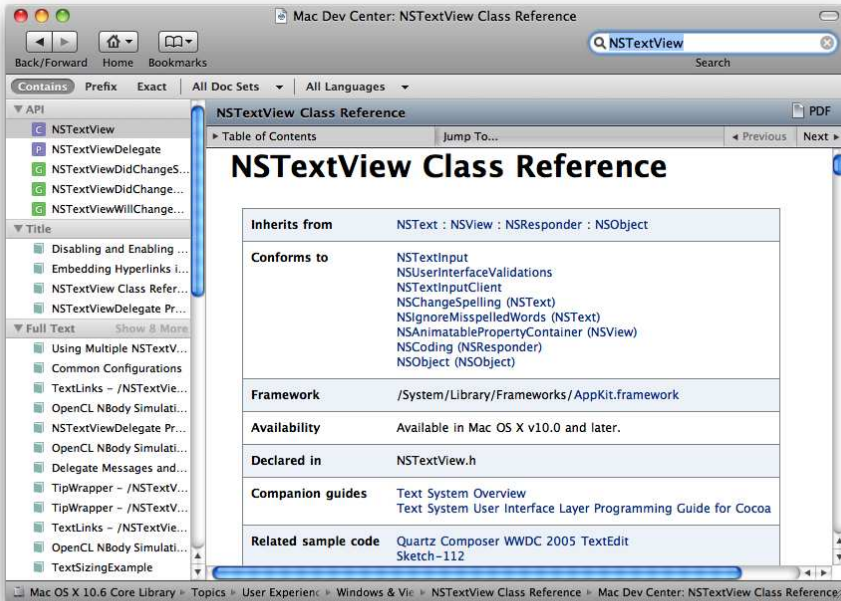 Mac Dev Center: NSTextView Class Reference
NSTextView
Back/Forward Home Bookmarks Search
Contains Prefix Exact All Doc Sets All Languages
API
NSTextView
NSTextViewDelegate
NSTextViewDidChangeS...
NSTextViewDidChange...
NSTextViewWillChange...
Title
Disabling and Enabling ...
Embedding Hyperlinks i...
NSTextView Class Refer...
NSTextViewDelegate Pr...
Full Text Show 8 More
Using Multiple NSTextV...
Common Configurations
TextLinks – /NSTextVie...
OpenCL NBody Simulati...
NSTextViewDelegate Pr...
OpenCL NBody Simulati...
Delegate Messages and...
TipWrapper – /NSTextV...
TipWrapper – /NSTextV...
TextLinks – /NSTextVie...
OpenCL NBody Simulati...
TextSizingExample
NSTextView Class Reference PDF
Table of Contents Jump To... Previous Next
NSTextView Class Reference
Inherits from NSText : NSView : NSResponder : NSObject
Conforms to NSTextInput
NSUserInterfaceValidations
NSTextInputClient
NSChangeSpelling (NSText)
NSIgnoreMisspelledWords (NSText)
NSAnimatablePropertyContainer (NSView)
NSCoding (NSResponder)
NSObject (NSObject)
Framework /System/Library/Frameworks/AppKit.framework
Availability Available in Mac OS X v10.0 and later.
Declared in NSTextView.h
Companion guides Text System Overview
Text System User Interface Layer Programming Guide for Cocoa
Related sample code Quartz Composer WWDC 2005 TextEdit
Sketch-112
Mac OS X 10.6 Core Library Topics User Experienc Windows & Vie NSTextView Class Reference Mac Dev Center: NSTextView Class Reference